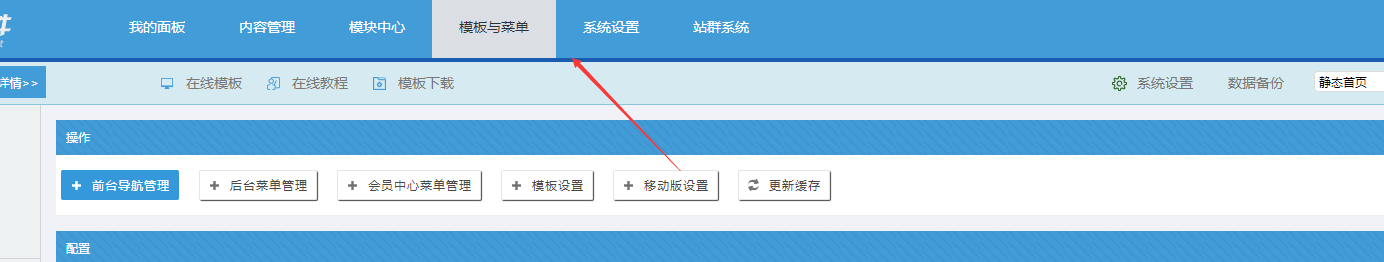 我的面板 内容管理 模块中心 模板与菜单 系统设置 站群系统
详情>> 在线模板 在线教程 模板下载 系统设置 数据备份 静态首页
操作
前台导航管理 后台菜单管理 会员中心菜单管理 模板设置 移动版设置 更新缓存
配置